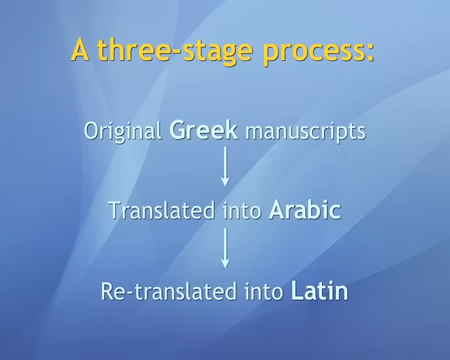 A three-stage process:
Original Greek manuscripts
Translated into Arabic
Re-translated into Latin